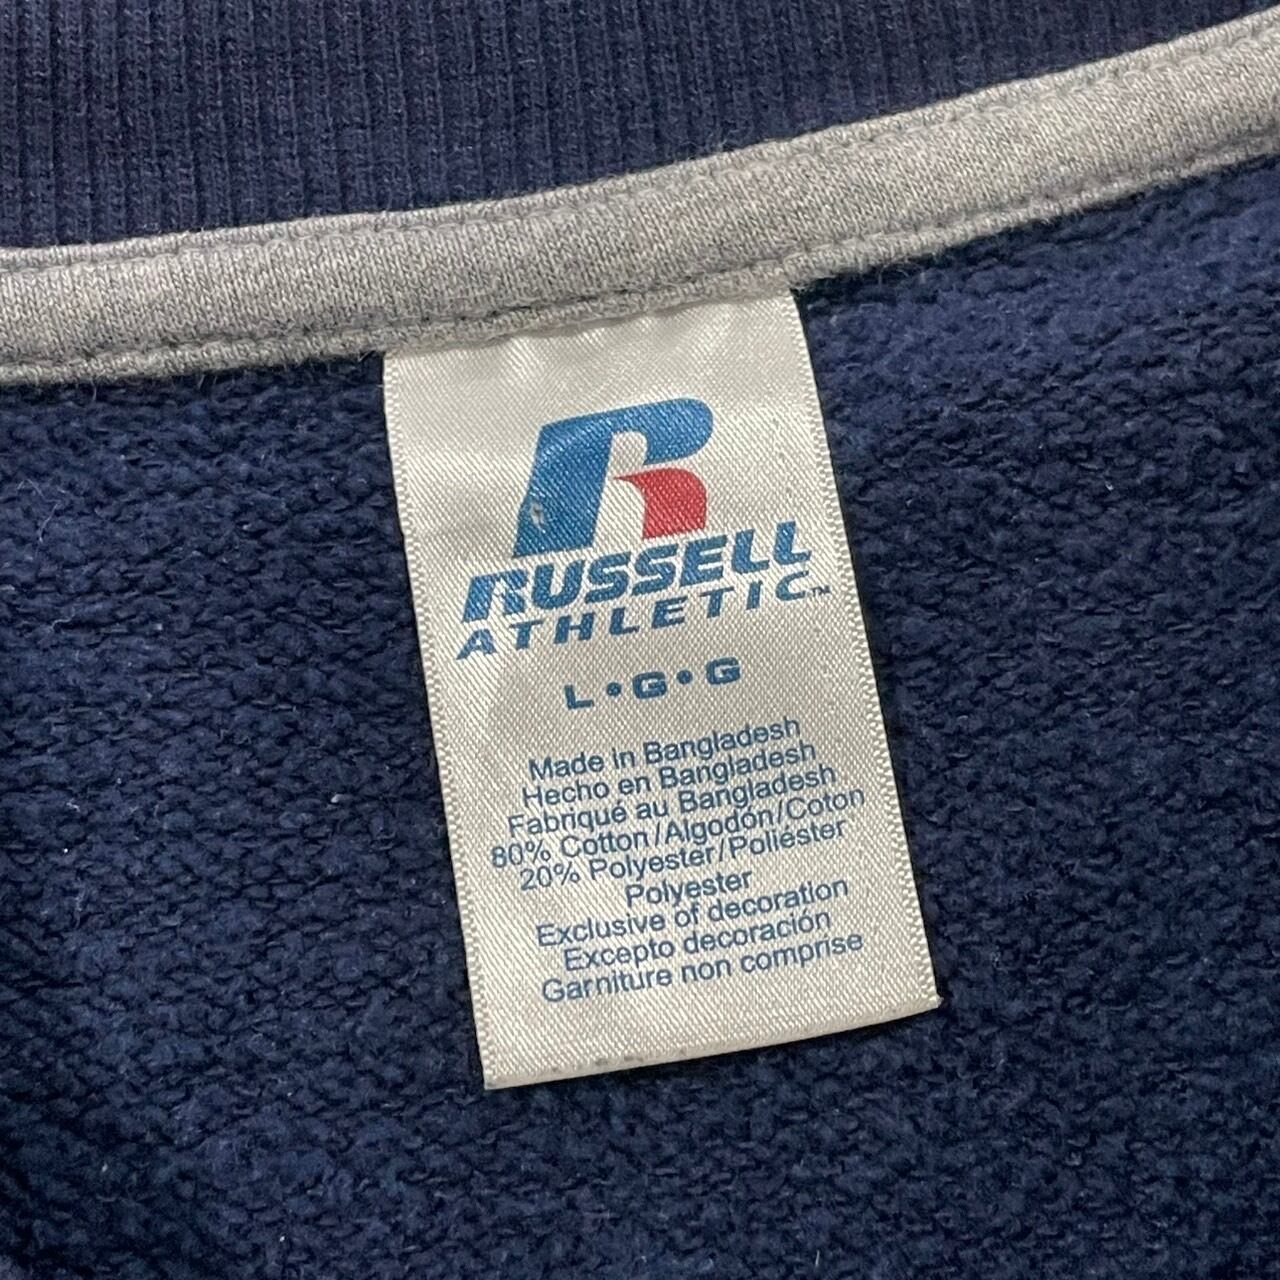 R
RUSSELL
ATHLETIC™
L•G•G
Made in Bangladesh
Hecho en Bangladesh
Fabriqué au Bangladesh
80% Cotton/Algodón/Coton
20% Polyester/Poliéster
Polyester
Exclusive of decoration
Excepto decoración
Garniture non comprise